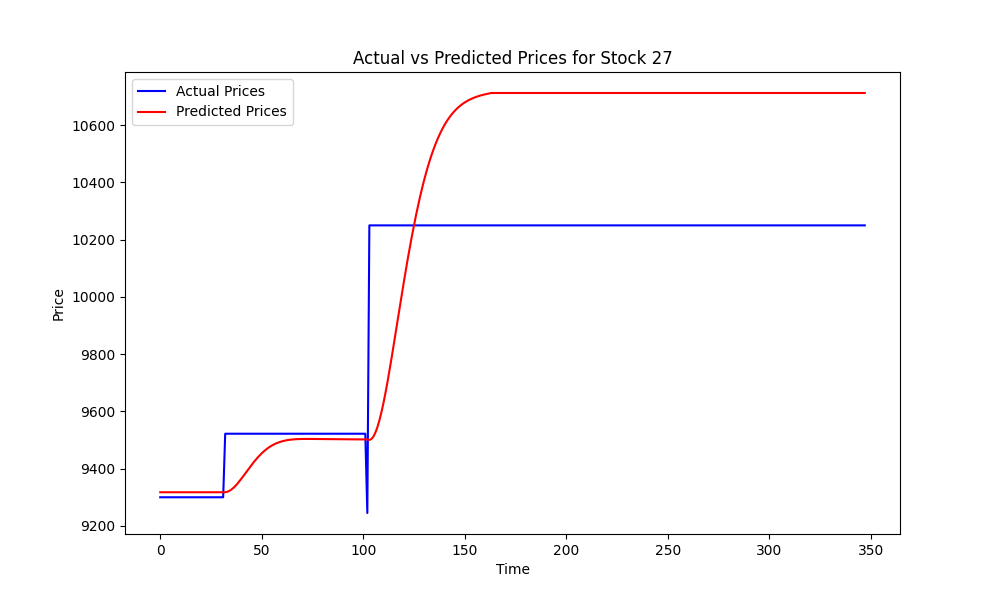 Actual vs Predicted Prices for Stock 27
Actual Prices
Predicted Prices
10600
10400
10200
10000
9800
9600
9400
9200
Price
0 50 100 150 200 250 300 350
Time